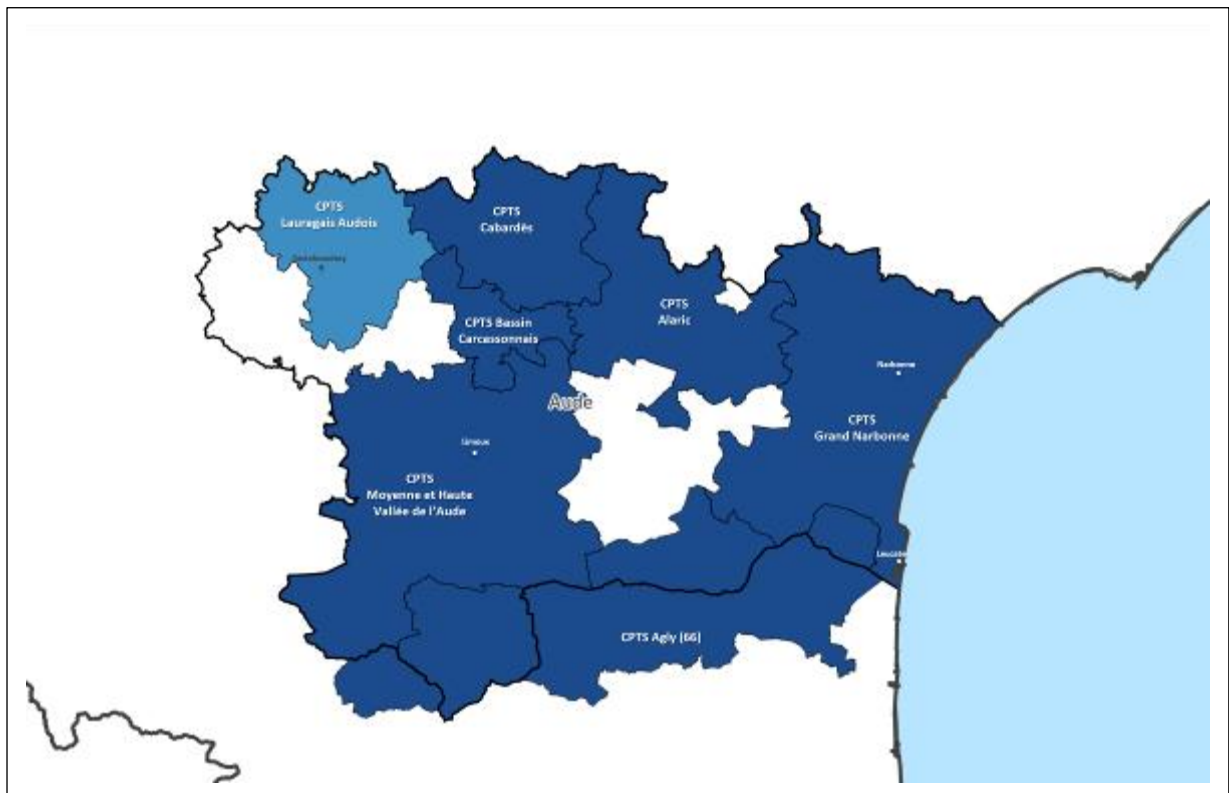 CPTS
Lauragais Audois
CPTS
Cabardès
CPTS Bassin
Carcassonnais
CPTS
Alaric
Narbonne
Aude
CPTS
Grand Narbonne
Limoux
CPTS
Moyenne et Haute
Vallée de l'Aude
Leucate
CPTS Agly (66)